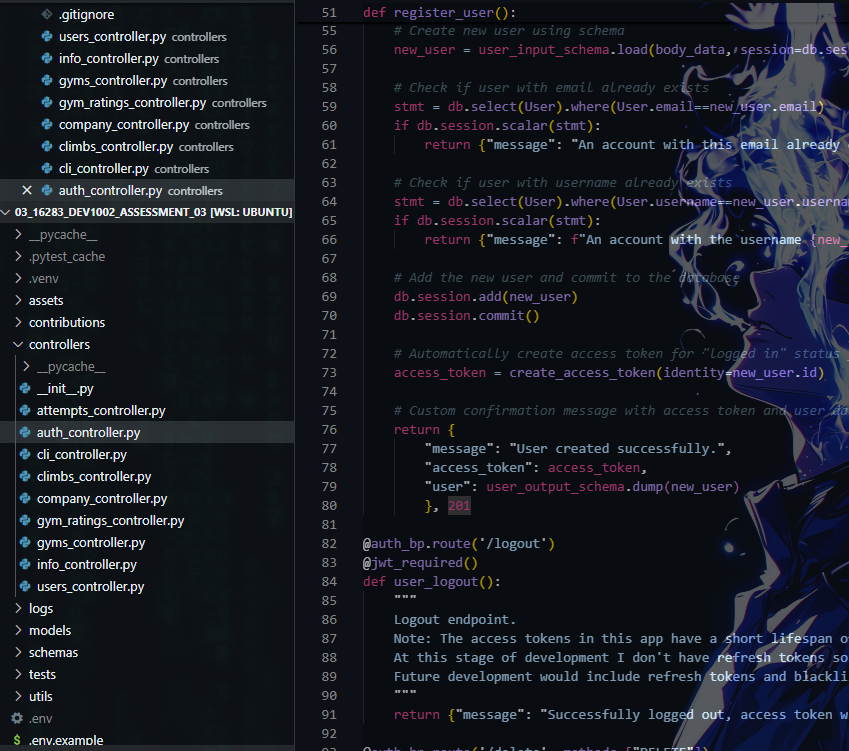 .gitignore
users_controller.py controllers
info_controller.py controllers
gyms_controller.py controllers
gym_ratings_controller.py controllers
company_controller.py controllers
climbs_controller.py controllers
cli_controller.py controllers
auth_controller.py controllers
03_16283_DEV1002_ASSESSMENT_03 [WSL: UBUNTU]
__pycache__
.pytest_cache
.venv
assets
contributions
controllers
__pycache__
__init__.py
attempts_controller.py
auth_controller.py
cli_controller.py
climbs_controller.py
company_controller.py
gym_ratings_controller.py
gyms_controller.py
info_controller.py
users_controller.py
logs
models
schemas
tests
utils
.env
$ .env.example
51 def register_user():
55 # Create new user using schema
56 new_user = user_input_schema.load(body_data, session=db.ses
57
58 # Check if user with email already exists
59 stmt = db.select(User).where(User.email==new_user.email)
60 if db.session.scalar(stmt):
61 return {"message": "An account with this email already
62
63 # Check if user with username already exists
64 stmt = db.select(User).where(User.username==new_user.userna
65 if db.session.scalar(stmt):
66 return {"message": f"An account with the username {new_
67
68 # Add the new user and commit to the database
69 db.session.add(new_user)
70 db.session.commit()
71
72 # Automatically create access token for "logged in" status
73 access_token = create_access_token(identity=new_user.id)
74
75 # Custom confirmation message with access token and user da
76 return {
77 "message": "User created successfully.",
78 "access_token": access_token,
79 "user": user_output_schema.dump(new_user)
80 }, 201
81
82 @auth_bp.route('/logout')
83 @jwt_required()
84 def user_logout():
85 """
86 Logout endpoint.
87 Note: The access tokens in this app have a short lifespan o
88 At this stage of development I don't have refresh tokens so
89 Future development would include refresh tokens and blackli
90 """
91 return {"message": "Successfully logged out, access token w
92
93 @auth_bp.route('/delete', methods=["DELETE"])